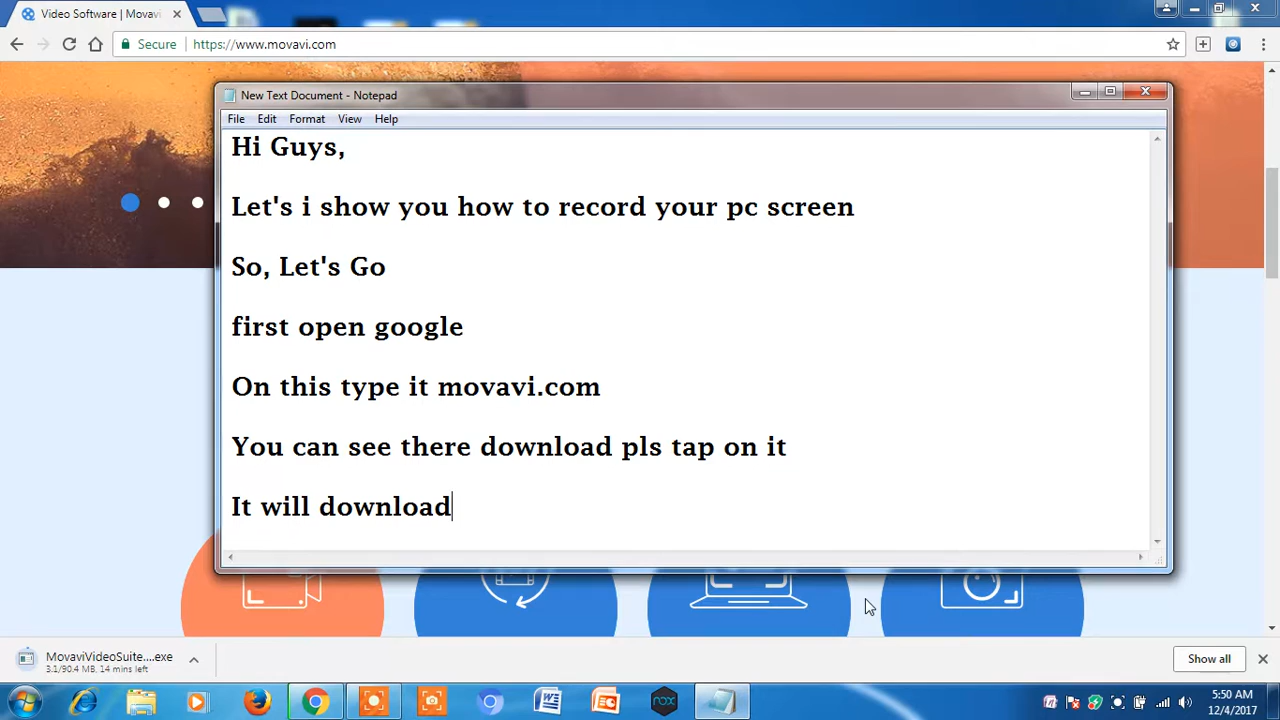 Video Software | Movavi
Secure
https://www.movavi.com
New Text Document - Notepad
File Edit Format View Help
Hi Guys,
Let's i show you how to record your pc screen
So, Let's Go
first open google
On this type it movavi.com
You can see there download pls tap on it
It will download
MovaviVideoSuite....exe
3.1/90.4 MB, 14 mins left
Show all
nox
5:50 AM
12/4/2017